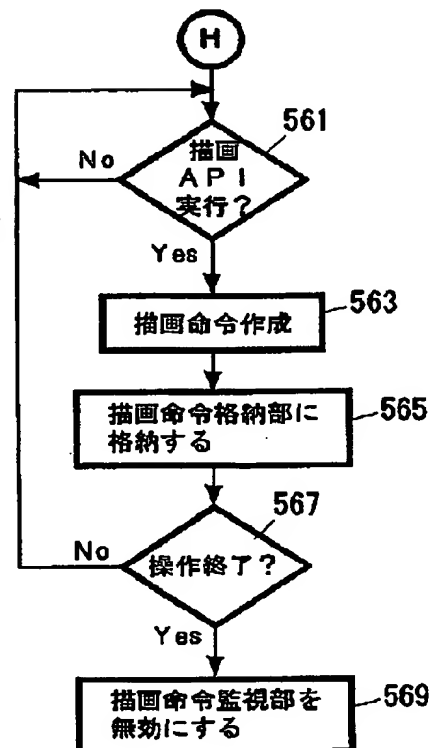 H
561
描画
API
実行?
No
Yes
563
描画命令作成
565
描画命令格納部に
格納する
567
操作終了?
No
Yes
569
描画命令監視部を
無効にする